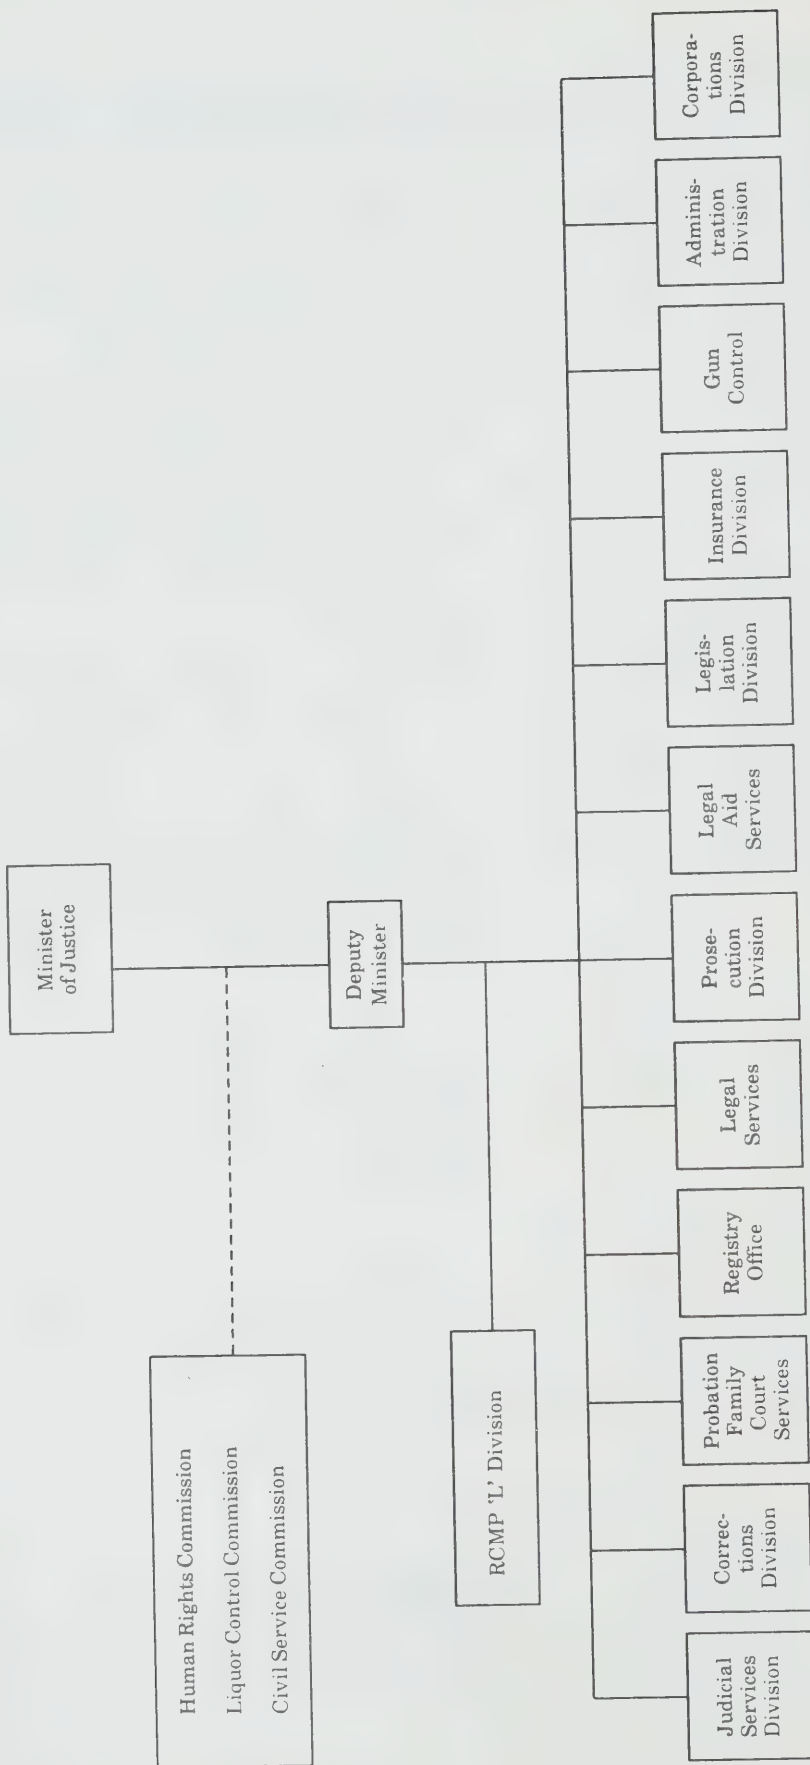 Minister
of Justice
Human Rights Commission
Liquor Control Commission
Civil Service Commission
Deputy
Minister
RCMP 'L' Division
Judicial
Services
Division
Correc-
tions
Division
Probation
Family
Court
Services
Registry
Office
Legal
Services
Prose-
cution
Division
Legal
Aid
Services
Legis-
lation
Division
Insurance
Division
Gun
Control
Adminis-
tration
Division
Corpora-
tions
Division